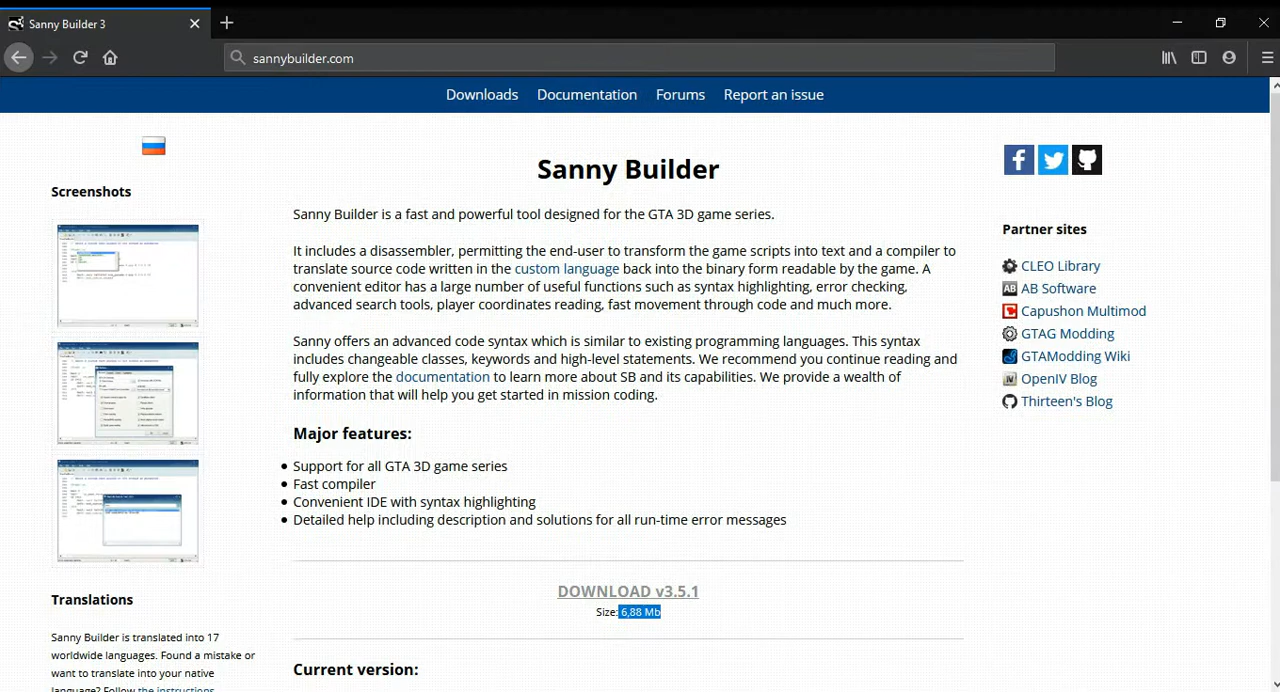 Sanny Builder 3
sannybuilder.com
Downloads
Documentation
Forums
Report an issue
Screenshots
Translations
Sanny Builder is translated into 17
worldwide languages. Found a mistake or
want to translate into your native
language? Follow the instructions
Sanny Builder
Sanny Builder is a fast and powerful tool designed for the GTA 3D game series.
It includes a disassembler, permitting the end-user to transform the game scripts into text and a compiler to
translate source code typed in the custom language back into the binary format usable by the game. A
convenient editor has a large number of useful functions such as syntax highlighting, error checking,
advanced search tools, player coordinates reading, fast movement through code and much more.
Sanny offers an advanced code syntax which is similar to existing programming languages. This syntax
includes changeable classes, keywords and high-level statements. We recommend you continue reading and
fully explore the documentation to learn more about SB and its capabilities. We provide a wealth of
information that will help you get started in mission coding.
Major features:
Support for all GTA 3D game series
Fast compiler
Convenient IDE with syntax highlighting
Detailed help including description and solutions for all run-time error messages
DOWNLOAD v3.5.1
Size: 6,88 Mb
Current version:
Partner sites
CLEO Library
AB Software
Capushon Multimod
GTAG Modding
GTAModding Wiki
OpenIV Blog
Thirteen's Blog